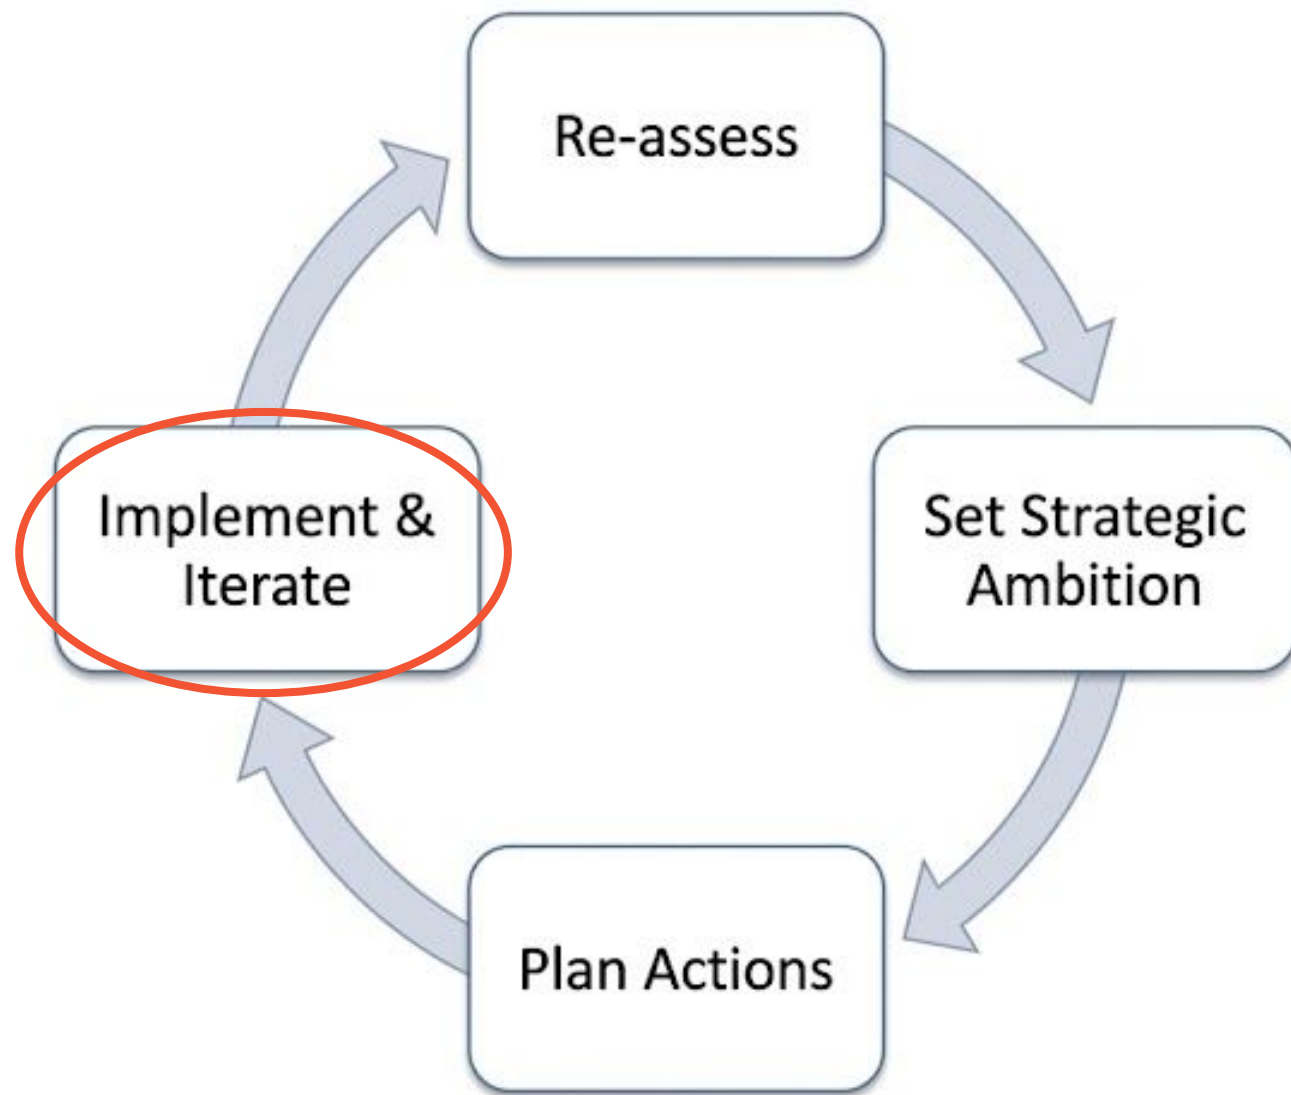 Re-assess
Set Strategic
Ambition
Plan Actions
Implement &
Iterate